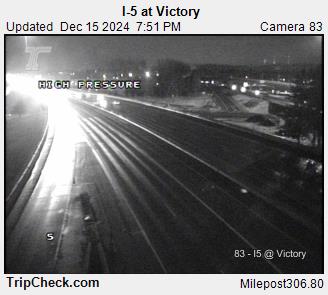 I-5 at Victory
Updated Dec 15 2024 7:51 PM Camera 83
HIGH PRESSURE
S
83 - I5 @ Victory
TripCheck.com Milepost306.80